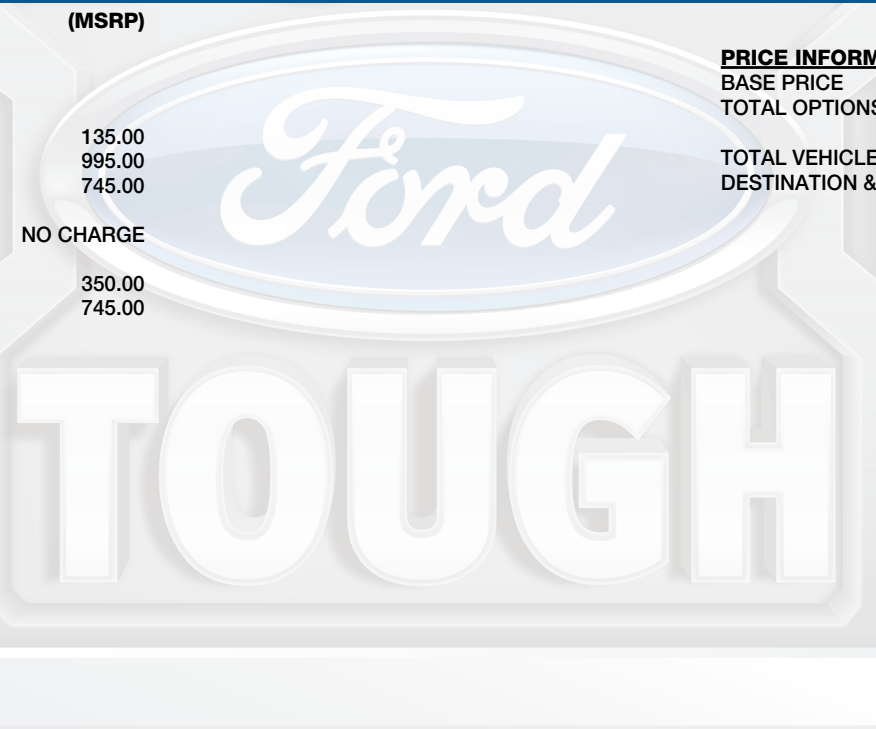 (MSRP)
135.00
995.00
745.00
NO CHARGE
350.00
745.00
PRICE INFORM
BASE PRICE
TOTAL OPTIONS
TOTAL VEHICLE
DESTINATION &
Ford
TOUGH